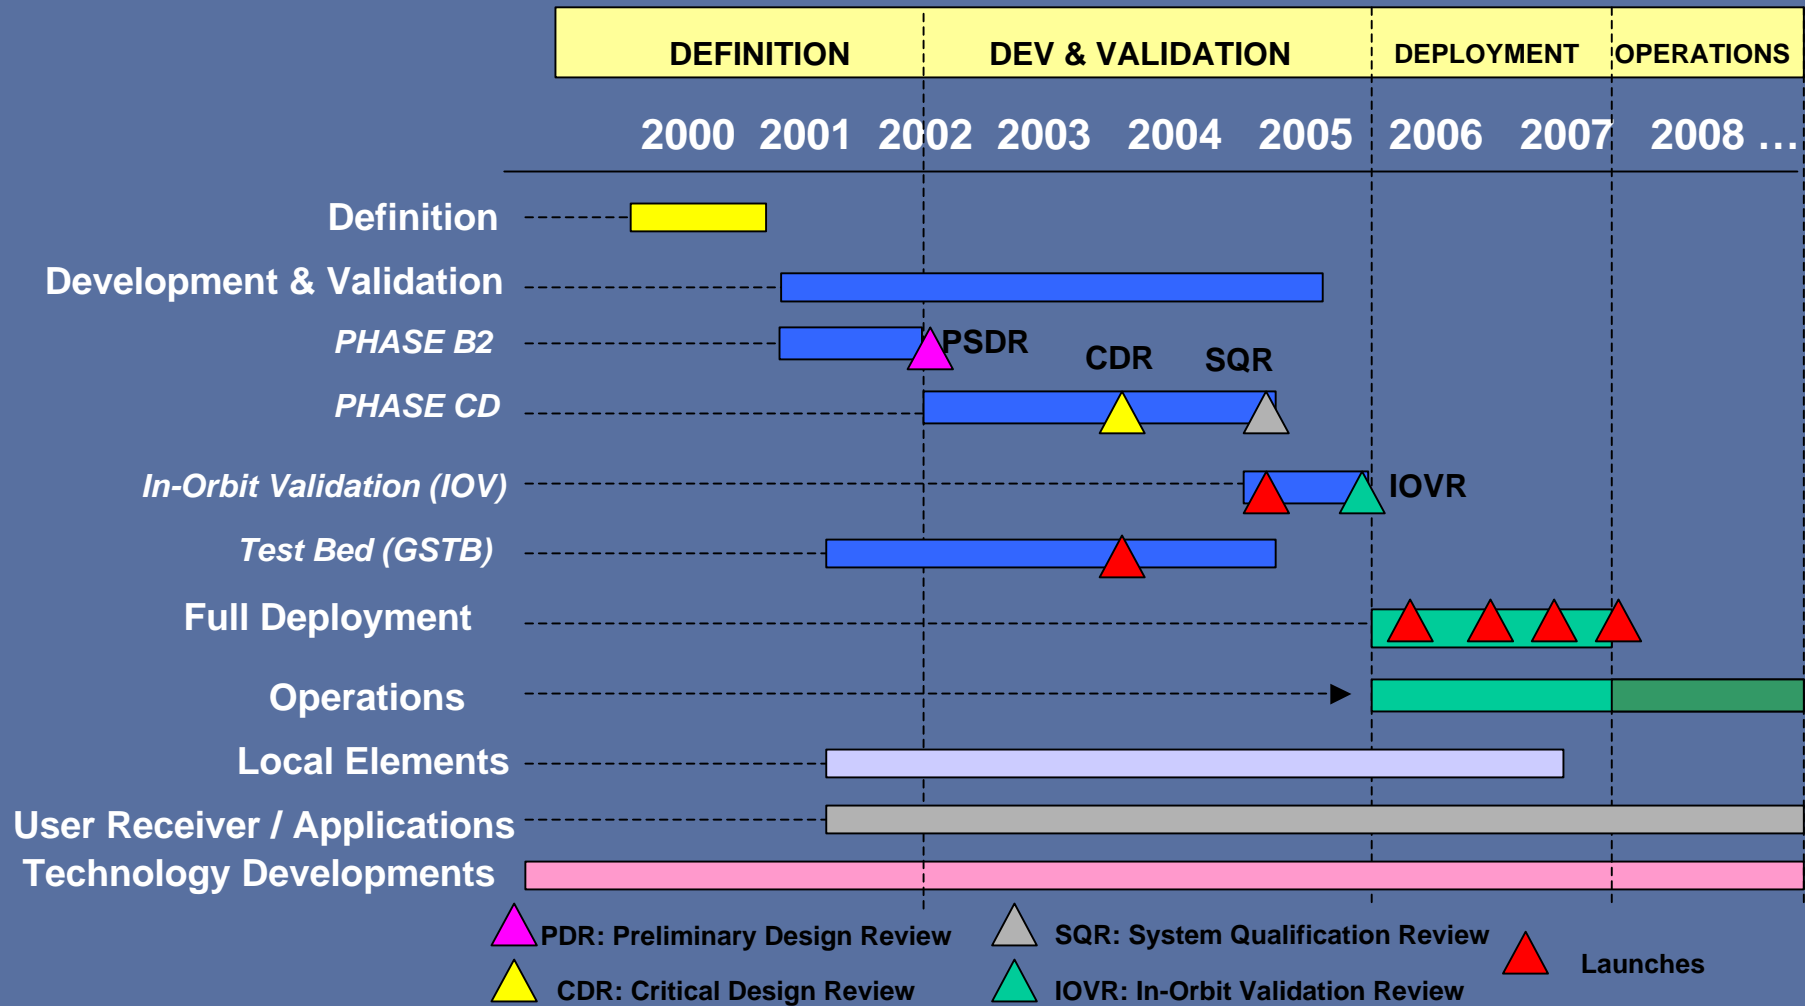 DEFINITION DEV & VALIDATION DEPLOYMENT OPERATIONS
2000 2001 2002 2003 2004 2005 2006 2007 2008 ...
Definition
Development & Validation
PHASE B2 PSDR
CDR SQR
PHASE CD
In-Orbit Validation (IOV) IOVR
Test Bed (GSTB)
Full Deployment
Operations
Local Elements
User Receiver / Applications
Technology Developments
PDR: Preliminary Design Review SQR: System Qualification Review
Launches
CDR: Critical Design Review IOVR: In-Orbit Validation Review